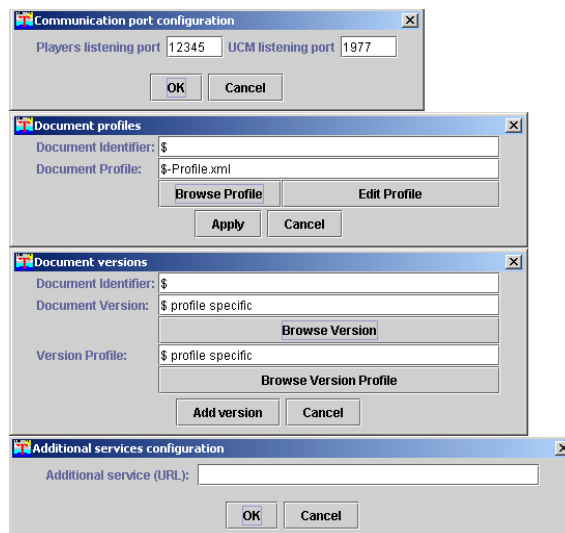 Communication port configuration
Players listening port 12345 UCM listening port 1977
OK Cancel
Document profiles
Document Identifier: $
Document Profile: $-Profile.xml
Browse Profile Edit Profile
Apply Cancel
Document versions
Document Identifier: $
Document Version: $ profile specific
Browse Version
Version Profile: $ profile specific
Browse Version Profile
Add version Cancel
Additional services configuration
Additional service (URL):
OK Cancel